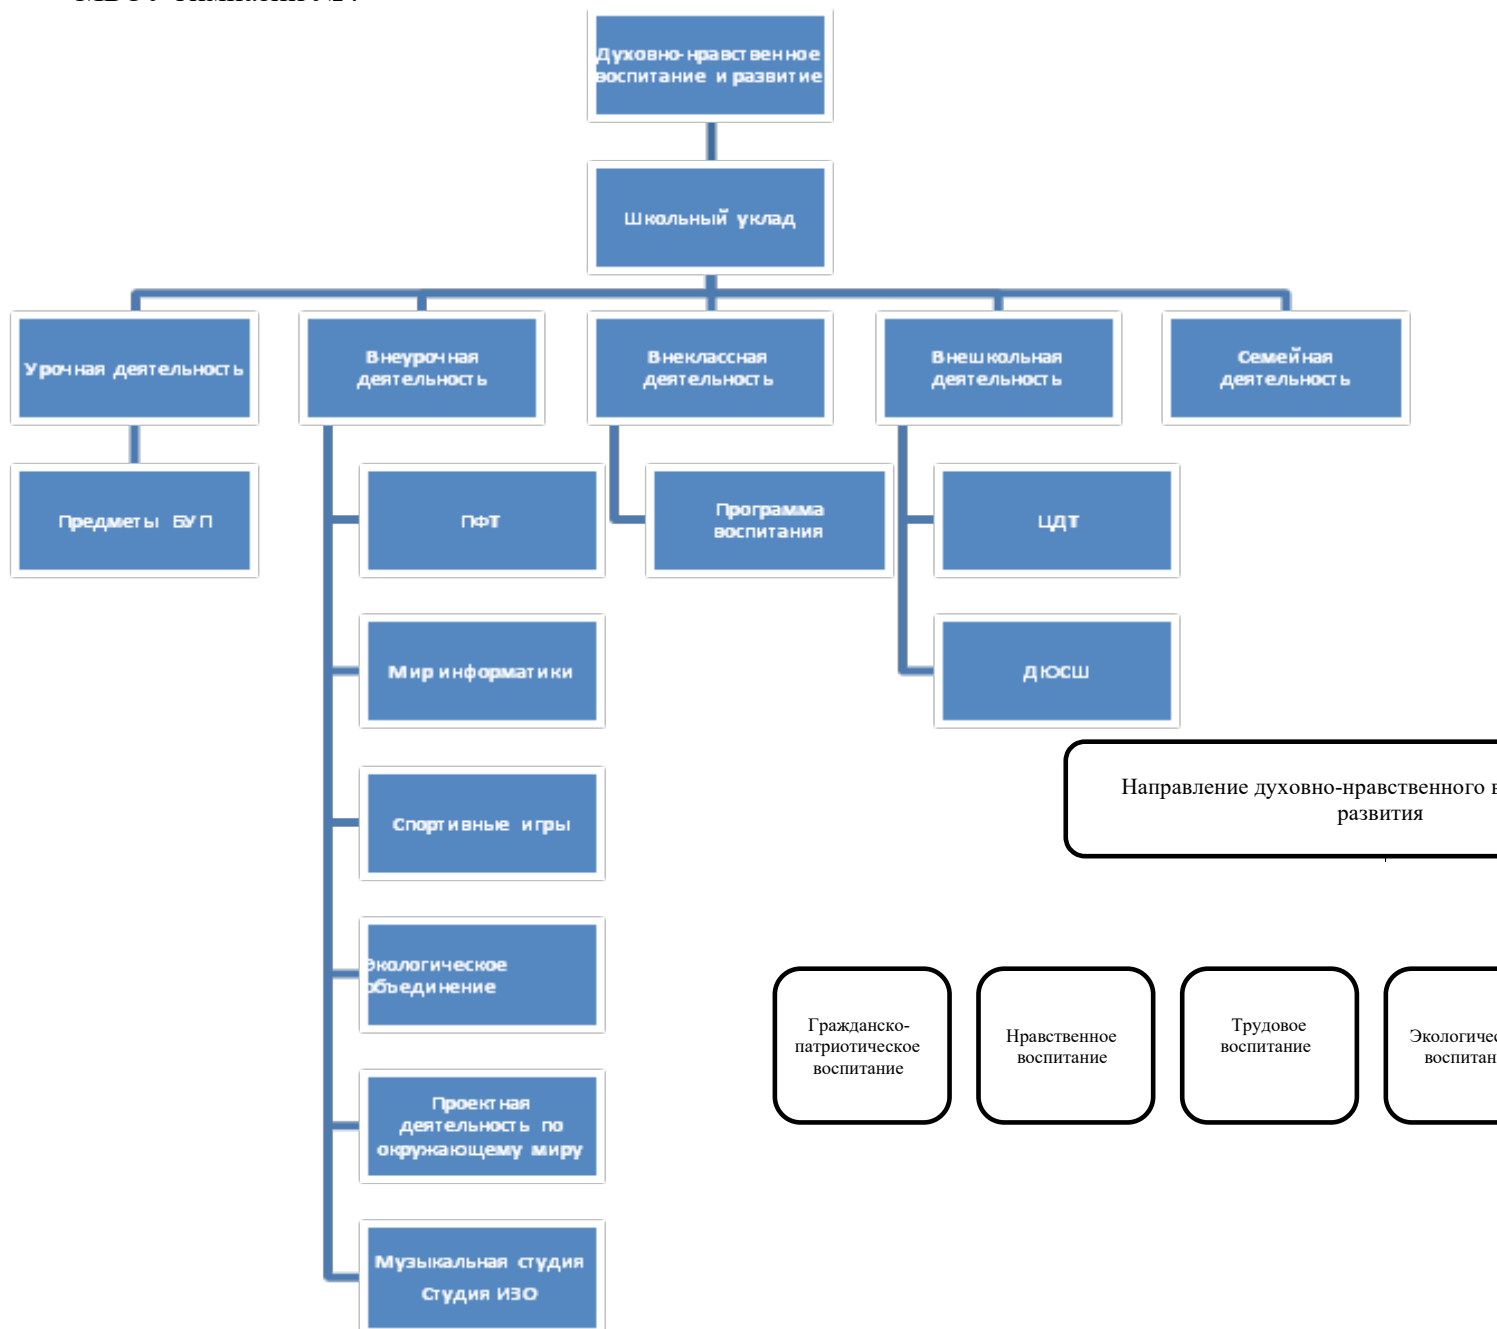 Духовно-нравственное
воспитание и развитие
Школьный уклад
Урочная деятельность
Внеурочная
деятельность
Внеклассная
деятельность
Внешкольная
деятельность
Семейная
деятельность
Предметы БУП
ПФТ
Программа
воспитания
ЦДТ
Мир информатики
ДЮСШ
Спортивные игры
Экологическое
объединение
Проектная
деятельность по
окружающему миру
Музыкальная студия
Студия ИЗО
Направление духовно-нравственного
развития
Гражданско-
патриотическое
воспитание
Нравственное
воспитание
Трудовое
воспитание
Экологичес
воспитан